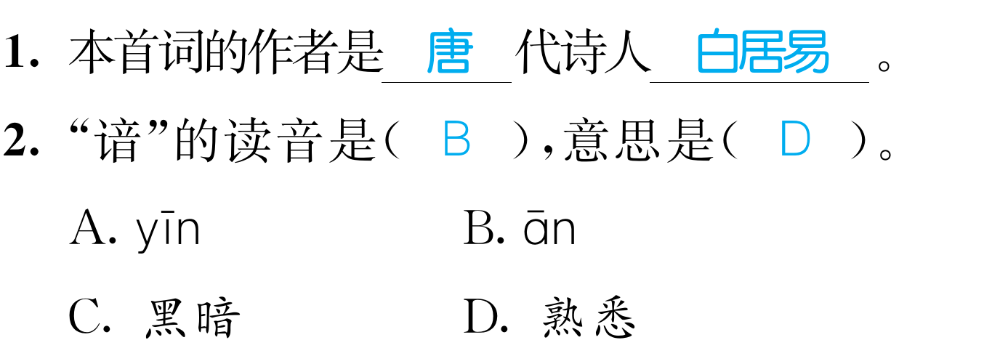 1. 本首词的作者是 唐 代诗人 白居易 。
2. “谙”的读音是( B ),意思是( D )。
A. yīn B. ān
C. 黑暗 D. 熟悉